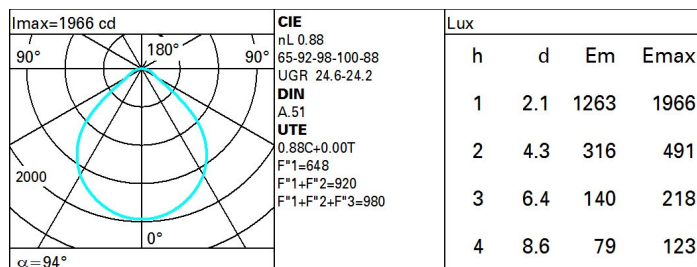 Imax=1966 cd
90°
180°
90°
2000
0°
α=94°
CIE
nL 0.88
65-92-98-100-88
UGR 24.6-24.2
DIN
A.51
UTE
0.88C+0.00T
F"1=648
F"1+F"2=920
F"1+F"2+F"3=980
Lux
h d Em Emax
1 2.1 1263 1966
2 4.3 316 491
3 6.4 140 218
4 8.6 79 123